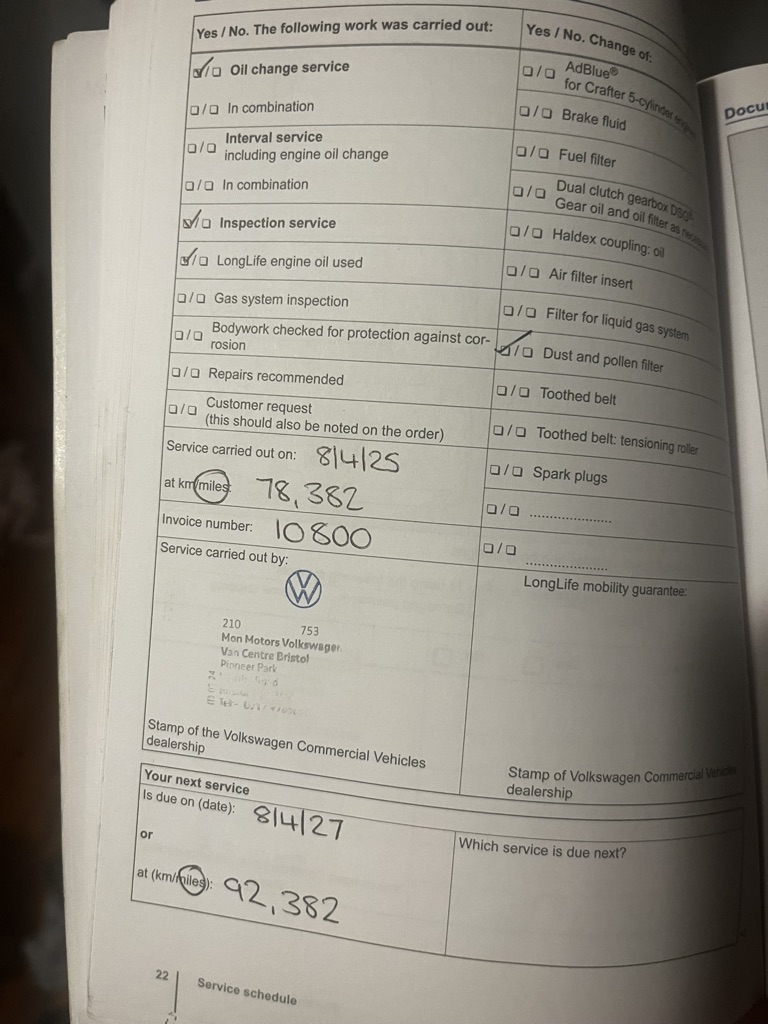 Yes / No. The following work was carried out:
☑/☐ Oil change service
☐/☐ In combination
☐/☐ Interval service
including engine oil change
☐/☐ In combination
☑/☐ Inspection service
☑/☐ LongLife engine oil used
☐/☐ Gas system inspection
☐/☐ Bodywork checked for protection against cor-
rosion
☐/☐ Repairs recommended
☐/☐ Customer request
(this should also be noted on the order)
Service carried out on: 8/4/25
at km/miles: 78,382
Invoice number: 10800
Service carried out by:
210 753
Mon Motors Volkswagen
Van Centre Bristol
Pioneer Park
Stamp of the Volkswagen Commercial Vehicles
dealership
Yes / No. Change of:
☐/☐ AdBlue®
for Crafter 5-cylinder
☐/☐ Brake fluid
☐/☐ Fuel filter
☐/☐ Dual clutch gearbox DSG®
Gear oil and oil filter as
☐/☐ Haldex coupling: oil
☐/☐ Air filter insert
☐/☐ Filter for liquid gas system
☑/☐ Dust and pollen filter
☐/☐ Toothed belt
☐/☐ Toothed belt: tensioning roller
☐/☐ Spark plugs
☐/☐ ....................
☐/☐ ....................
LongLife mobility guarantee:
Stamp of Volkswagen Commercial Vehicles
dealership
Your next service
Is due on (date): 8/4/27
or
at (km/miles): 92,382
Which service is due next?
22 Service schedule